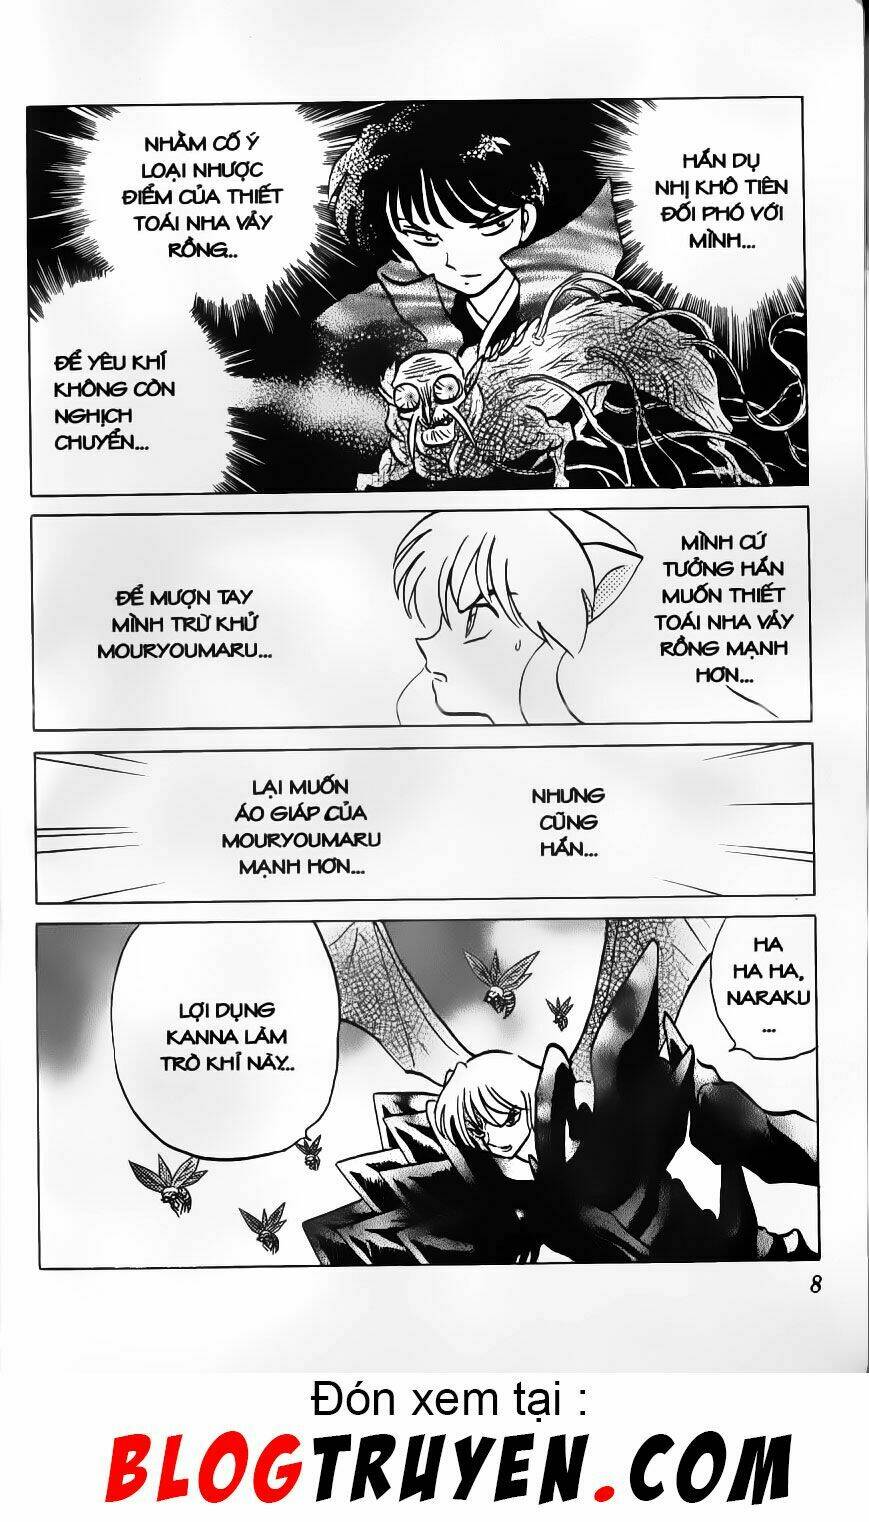 HẮN DỤ
NHỊ KHÔ TIÊN
ĐỐI PHÓ VỚI
MÌNH...
NHẰM CỐ Ý
LOẠI NHƯỢC
ĐIỂM CỦA THIẾT
TOÁI NHA VẢY
RỒNG...
ĐỂ YÊU KHÍ
KHÔNG CÒN
NGHỊCH
CHUYỂN...
MÌNH CỨ
TƯỞNG HẮN
MUỐN THIẾT
TOÁI NHA VẢY
RỒNG MẠNH
HƠN...
ĐỂ MƯỢN TAY
MÌNH TRỪ KHỬ
MOURYOUMARU...
NHƯNG
CŨNG
HẮN...
LẠI MUỐN
ÁO GIÁP CỦA
MOURYOUMARU
MẠNH HƠN...
HA
HA HA,
NARAKU
...
LỢI DỤNG
KANNA LÀM
TRÒ KHỈ NÀY..
8
Đón xem tại :
BLOGTRUYEN.COM